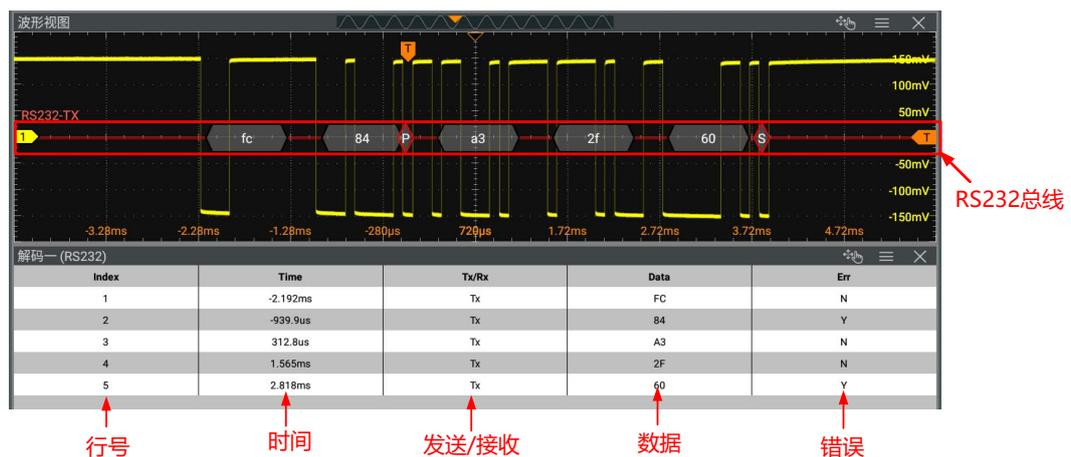 波形视图
T
150mV
100mV
50mV
RS232-TX
1 fc 84 P a3 2f 60 S T
RS232总线
-50mV
-100mV
-150mV
-3.28ms -2.28ms -1.28ms -280µs 720µs 1.72ms 2.72ms 3.72ms 4.72ms
解码一 (RS232)
Index Time Tx/Rx Data Err
1 -2.192ms Tx FC N
2 -939.9us Tx 84 Y
3 312.8us Tx A3 N
4 1.565ms Tx 2F N
5 2.818ms Tx 60 Y
行号 时间 发送/接收 数据 错误